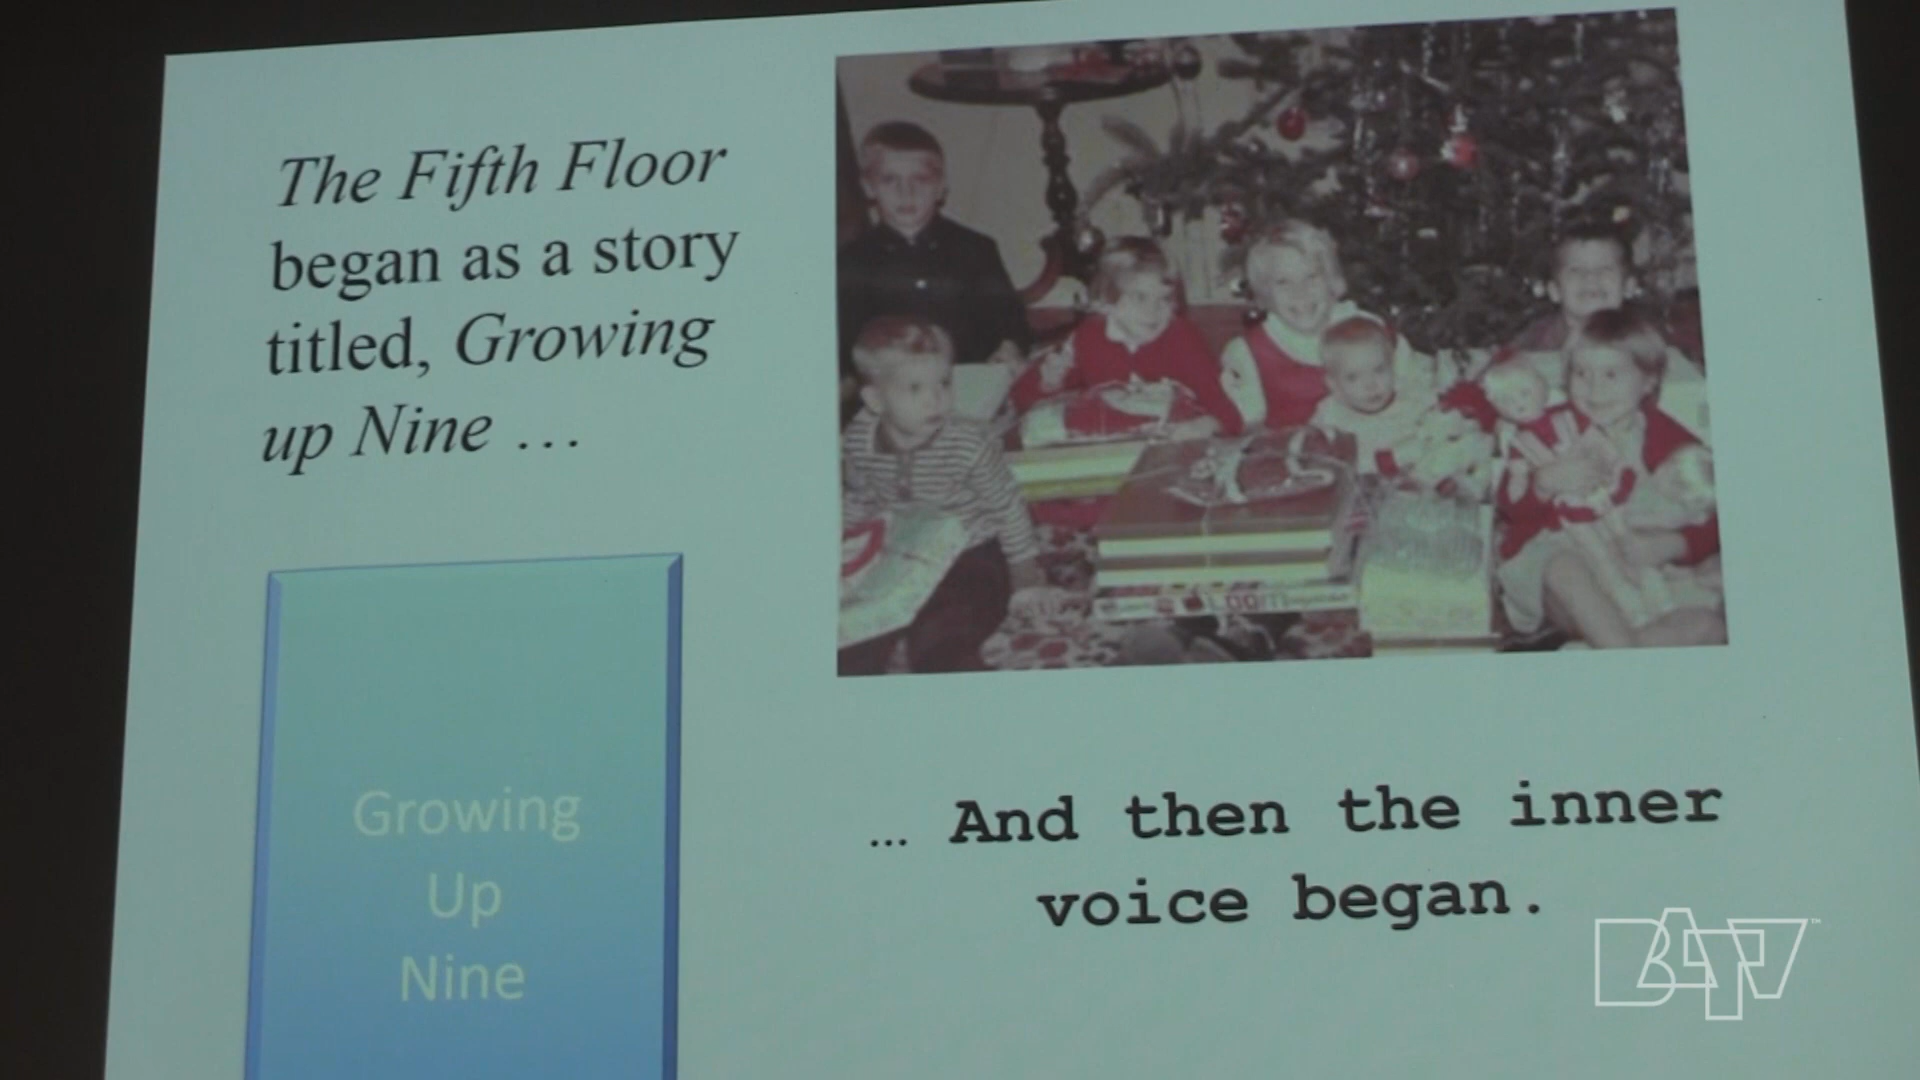 The Fifth Floor
began as a story
titled, Growing
up Nine …
Growing
Up
Nine
… And then the inner
voice began.
BATV™